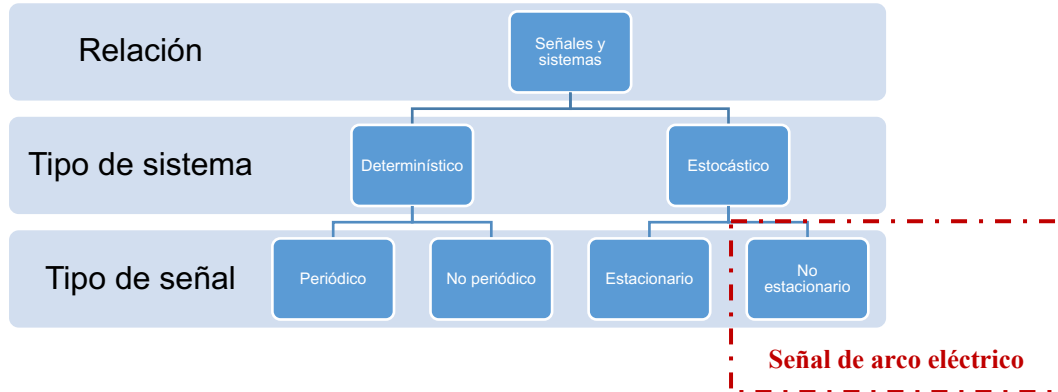 Relación
Señales y
sistemas
Tipo de sistema
Determinístico
Estocástico
Tipo de señal
Periódico
No periódico
Estacionario
No
estacionario
Señal de arco eléctrico